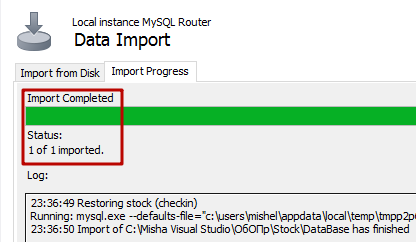 Local instance MySQL Router
Data Import
Import from Disk Import Progress
Import Completed
Status:
1 of 1 imported.
Log:
23:36:49 Restoring stock (checkin)
Running: mysql.exe --defaults-file="c:\users\mishel\appdata\local\temp\tmpp2p
23:36:50 Import of C:\Misha Visual Studio\ОбОПр\Stock\DataBase has finished